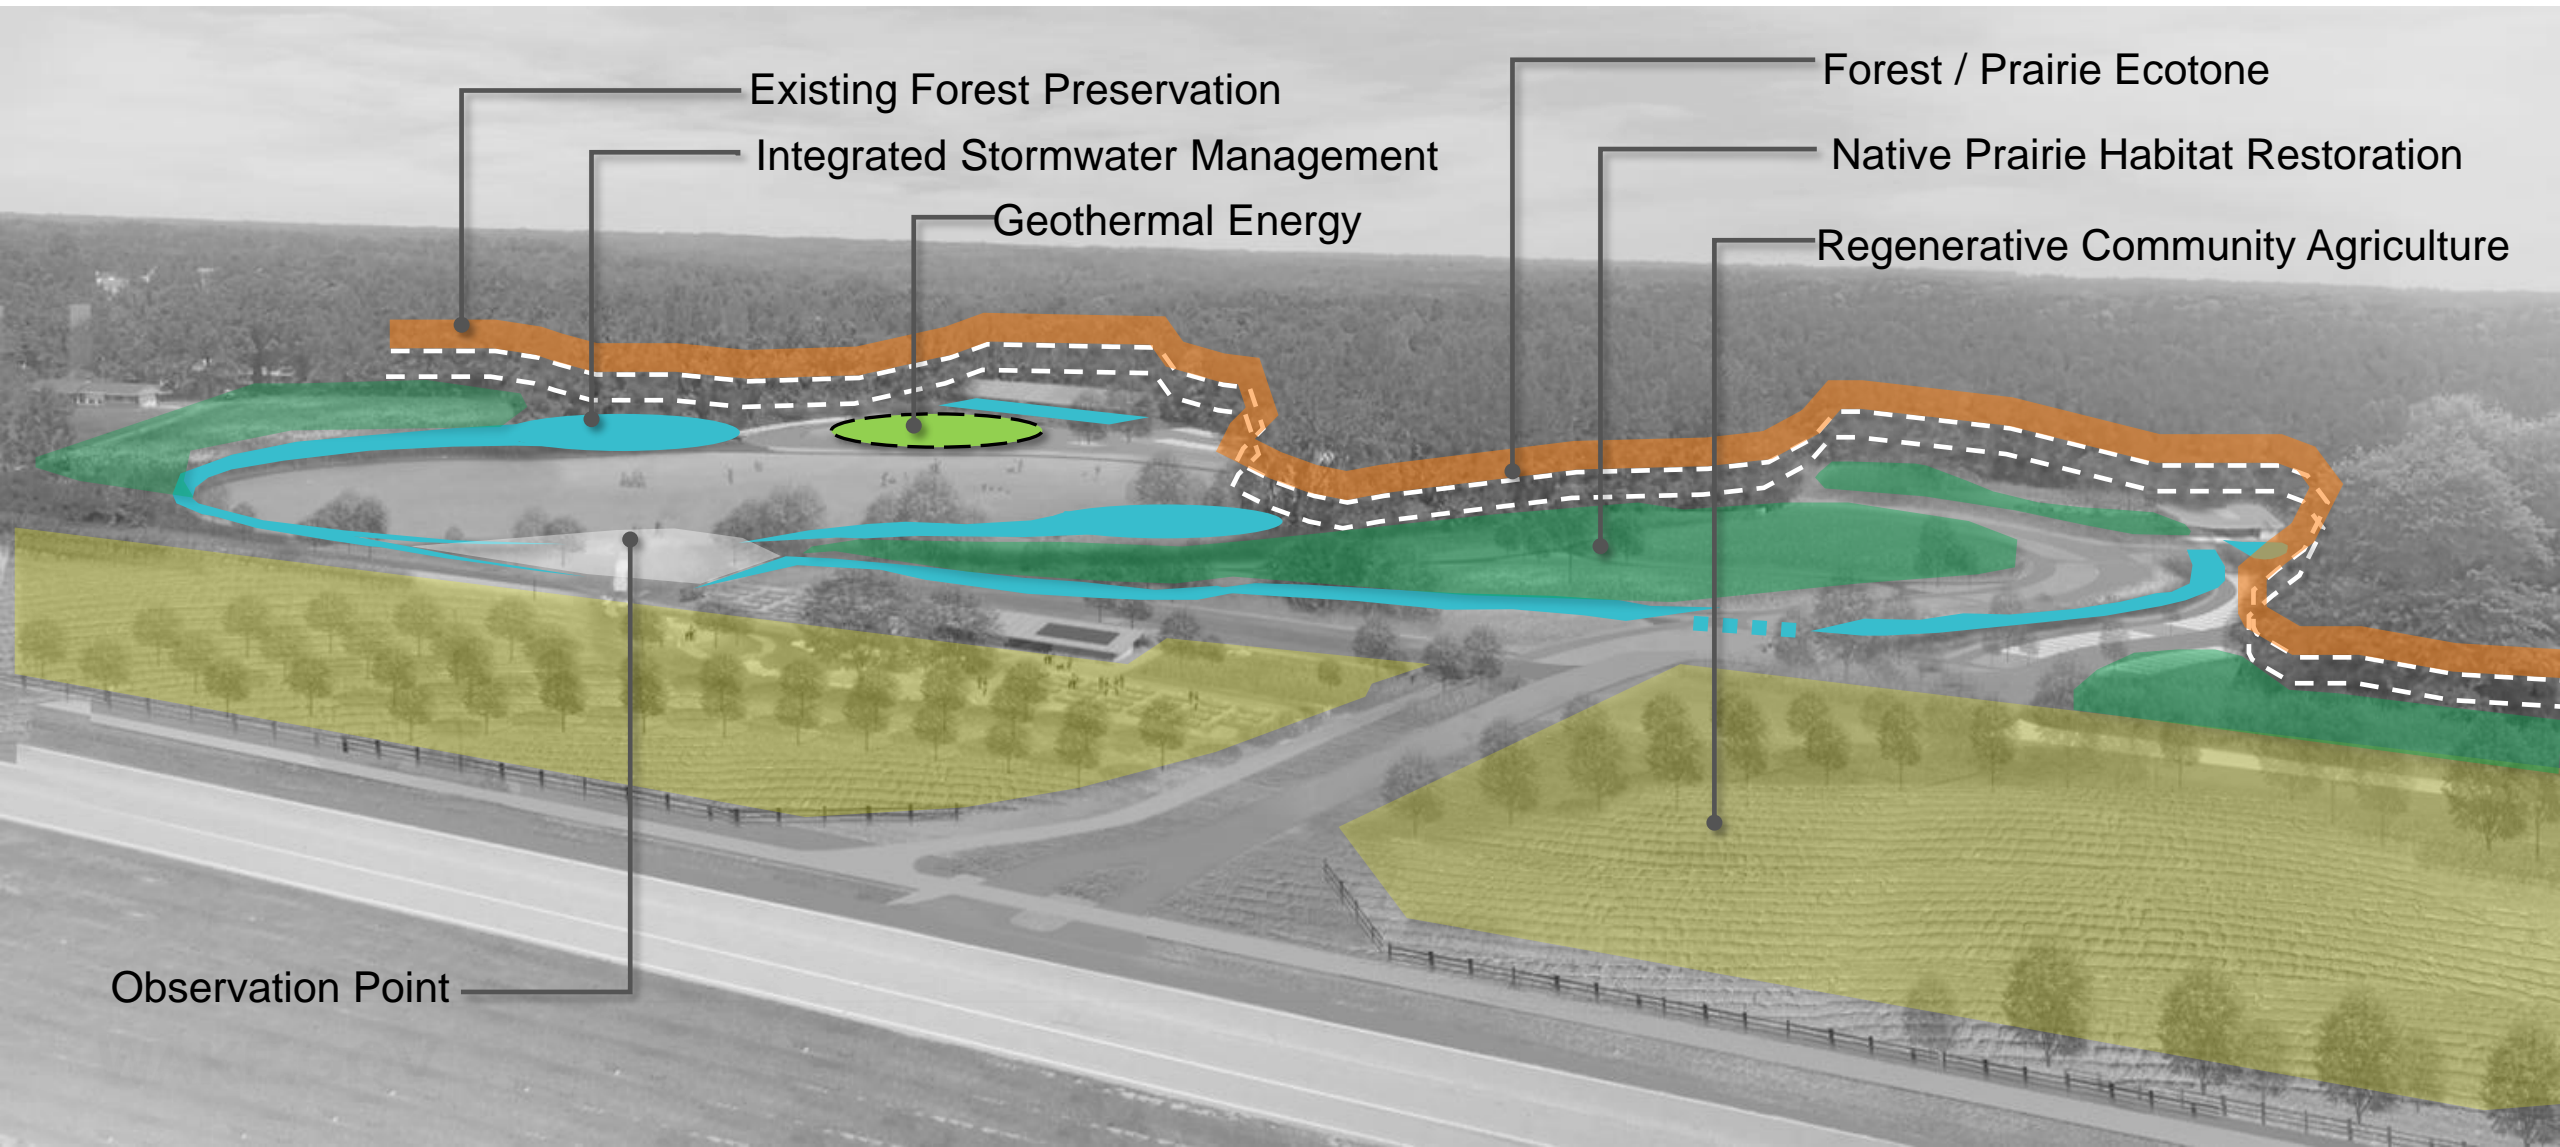 Existing Forest Preservation
Integrated Stormwater Management
Geothermal Energy
Forest / Prairie Ecotone
Native Prairie Habitat Restoration
Regenerative Community Agriculture
Observation Point